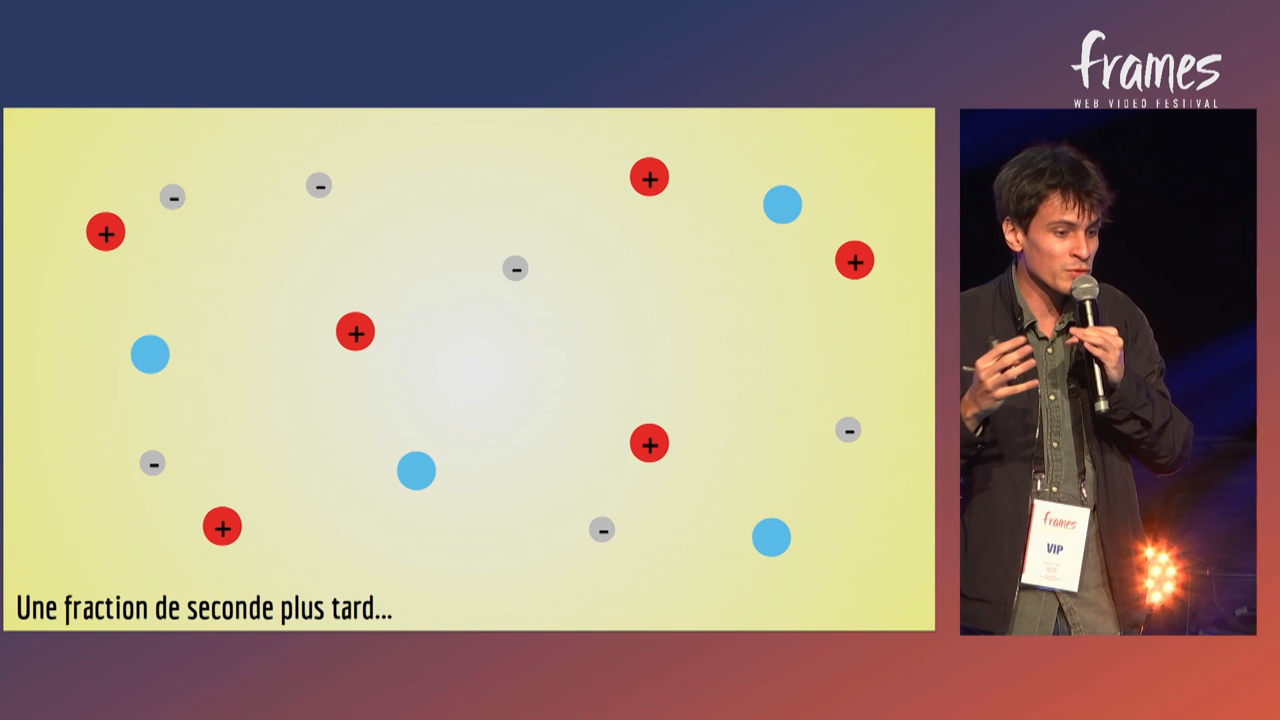 frames
WEB VIDEO FESTIVAL
-
-
+
+
+
-
+
-
+
-
+
-
Une fraction de seconde plus tard...
frames
VIP